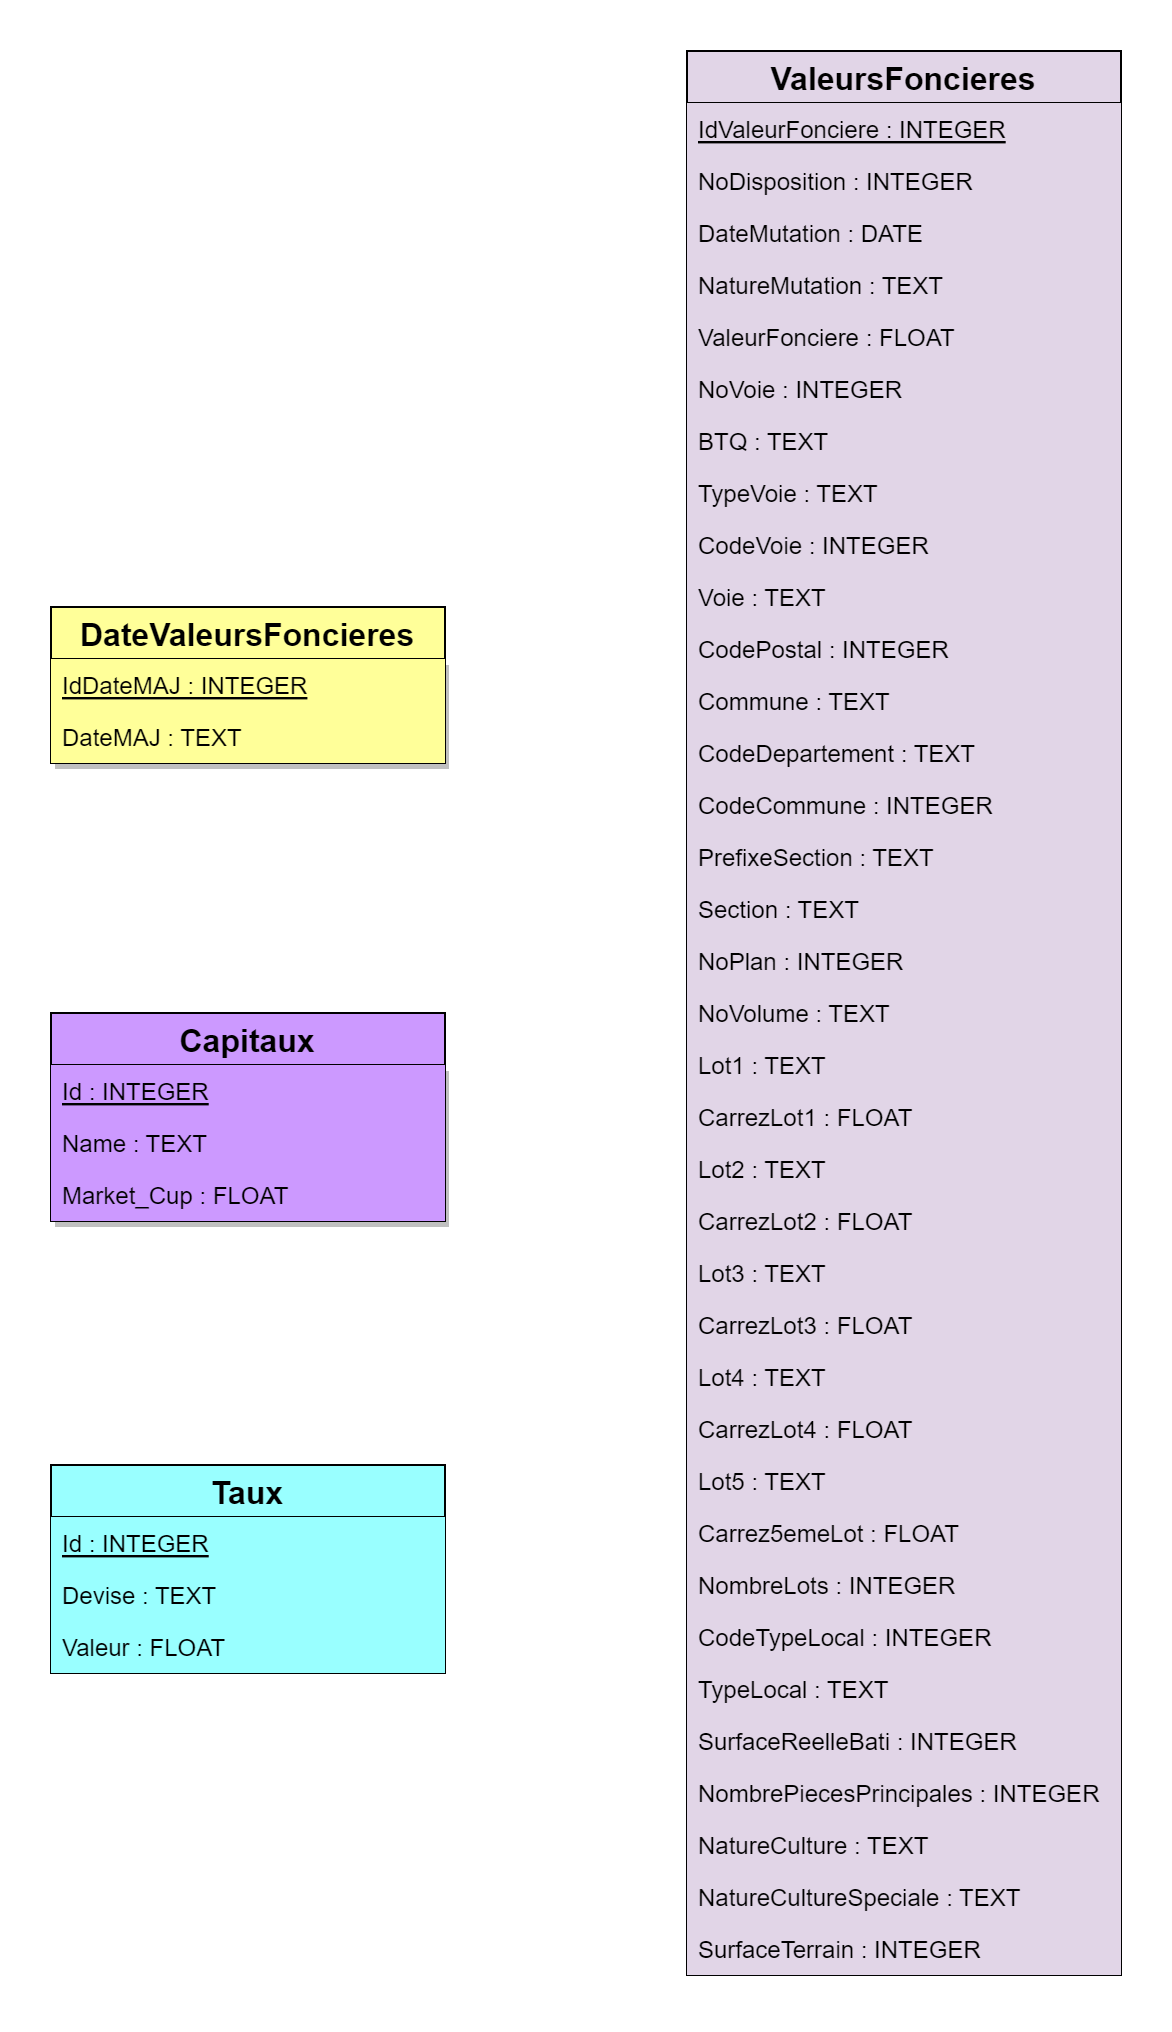 ValeursFoncieres
IdValeurFonciere : INTEGER
NoDisposition : INTEGER
DateMutation : DATE
NatureMutation : TEXT
ValeurFonciere : FLOAT
NoVoie : INTEGER
BTQ : TEXT
TypeVoie : TEXT
CodeVoie : INTEGER
Voie : TEXT
CodePostal : INTEGER
Commune : TEXT
CodeDepartement : TEXT
CodeCommune : INTEGER
PrefixeSection : TEXT
Section : TEXT
NoPlan : INTEGER
NoVolume : TEXT
Lot1 : TEXT
CarrezLot1 : FLOAT
Lot2 : TEXT
CarrezLot2 : FLOAT
Lot3 : TEXT
CarrezLot3 : FLOAT
Lot4 : TEXT
CarrezLot4 : FLOAT
Lot5 : TEXT
Carrez5emeLot : FLOAT
NombreLots : INTEGER
CodeTypeLocal : INTEGER
TypeLocal : TEXT
SurfaceReelleBati : INTEGER
NombrePiecesPrincipales : INTEGER
NatureCulture : TEXT
NatureCultureSpeciale : TEXT
SurfaceTerrain : INTEGER
DateValeursFoncieres
IdDateMAJ : INTEGER
DateMAJ : TEXT
Capitaux
Id : INTEGER
Name : TEXT
Market_Cup : FLOAT
Taux
Id : INTEGER
Devise : TEXT
Valeur : FLOAT